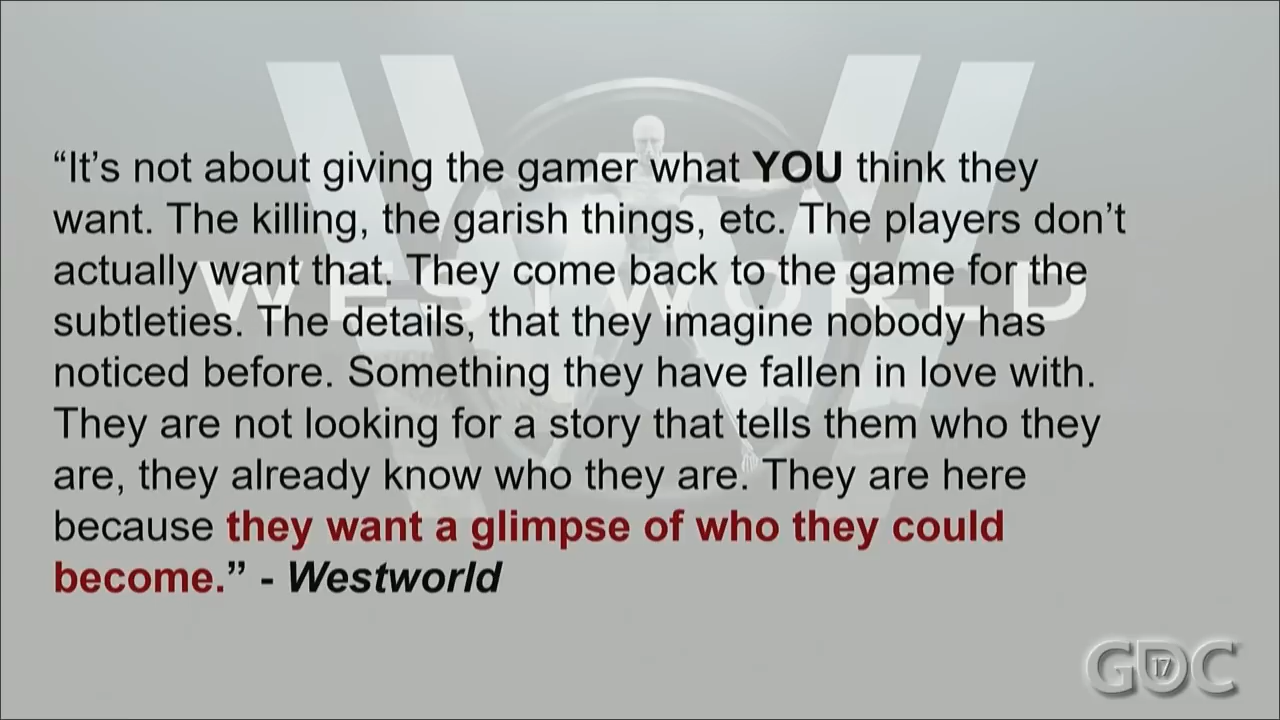 “It’s not about giving the gamer what YOU think they
want. The killing, the garish things, etc. The players don’t
actually want that. They come back to the game for the
subtleties. The details, that they imagine nobody has
noticed before. Something they have fallen in love with.
They are not looking for a story that tells them who they
are, they already know who they are. They are here
because they want a glimpse of who they could
become.” - Westworld
WESTWORLD
GDC 17